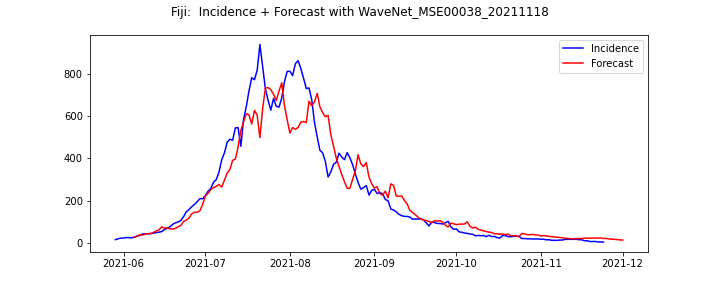 Fiji:  Incidence + Forecast with WaveNet_MSE00038_20211118
Incidence
Forecast
800
600
400
200
0
2021-06 2021-07 2021-08 2021-09 2021-10 2021-11 2021-12